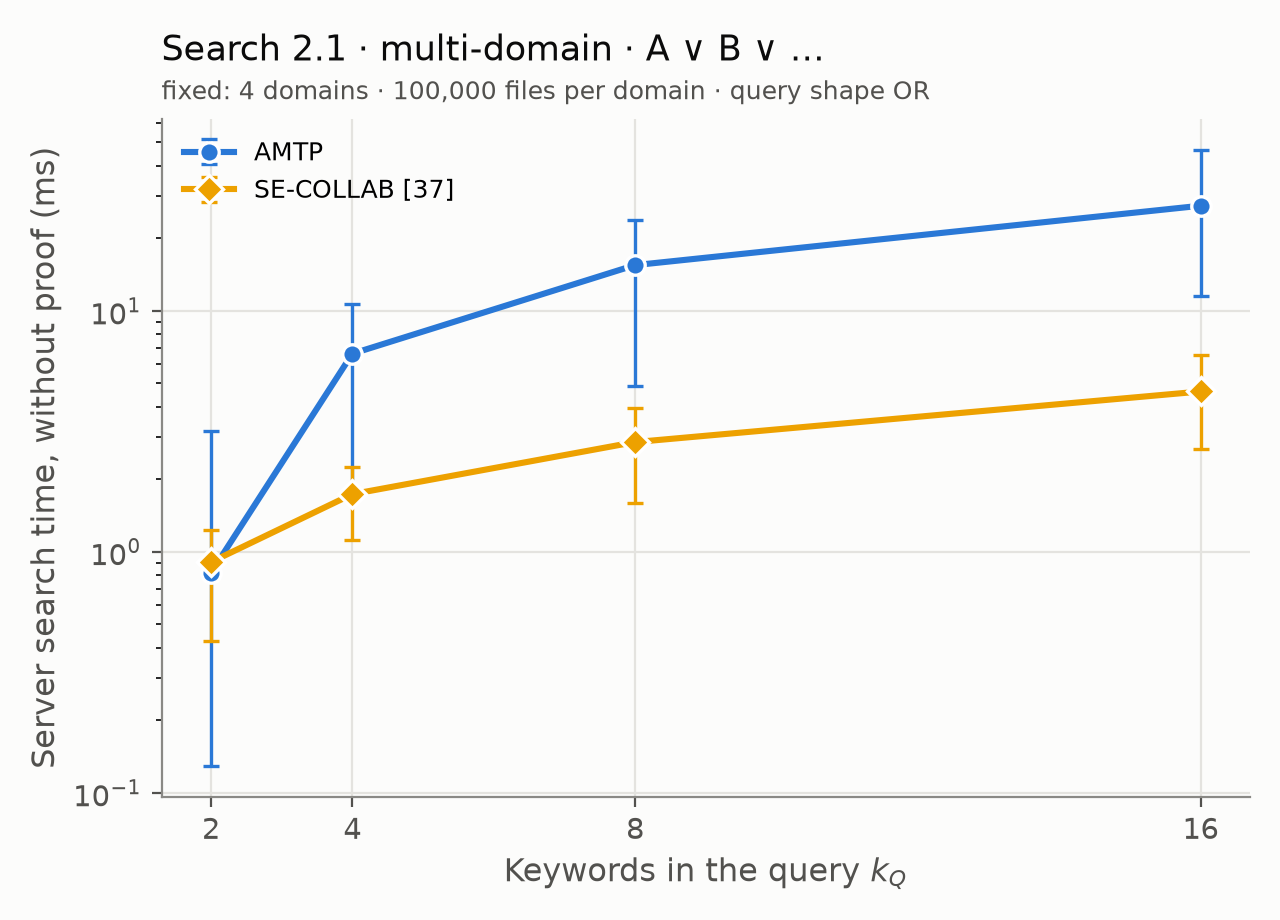 Search 2.1 · multi-domain · A ∨ B ∨ …
fixed: 4 domains · 100,000 files per domain · query shape OR
AMTP
SE-COLLAB [37]
Server search time, without proof (ms)
10¹
10⁰
10⁻¹
2 4 8 16
Keywords in the query k_Q